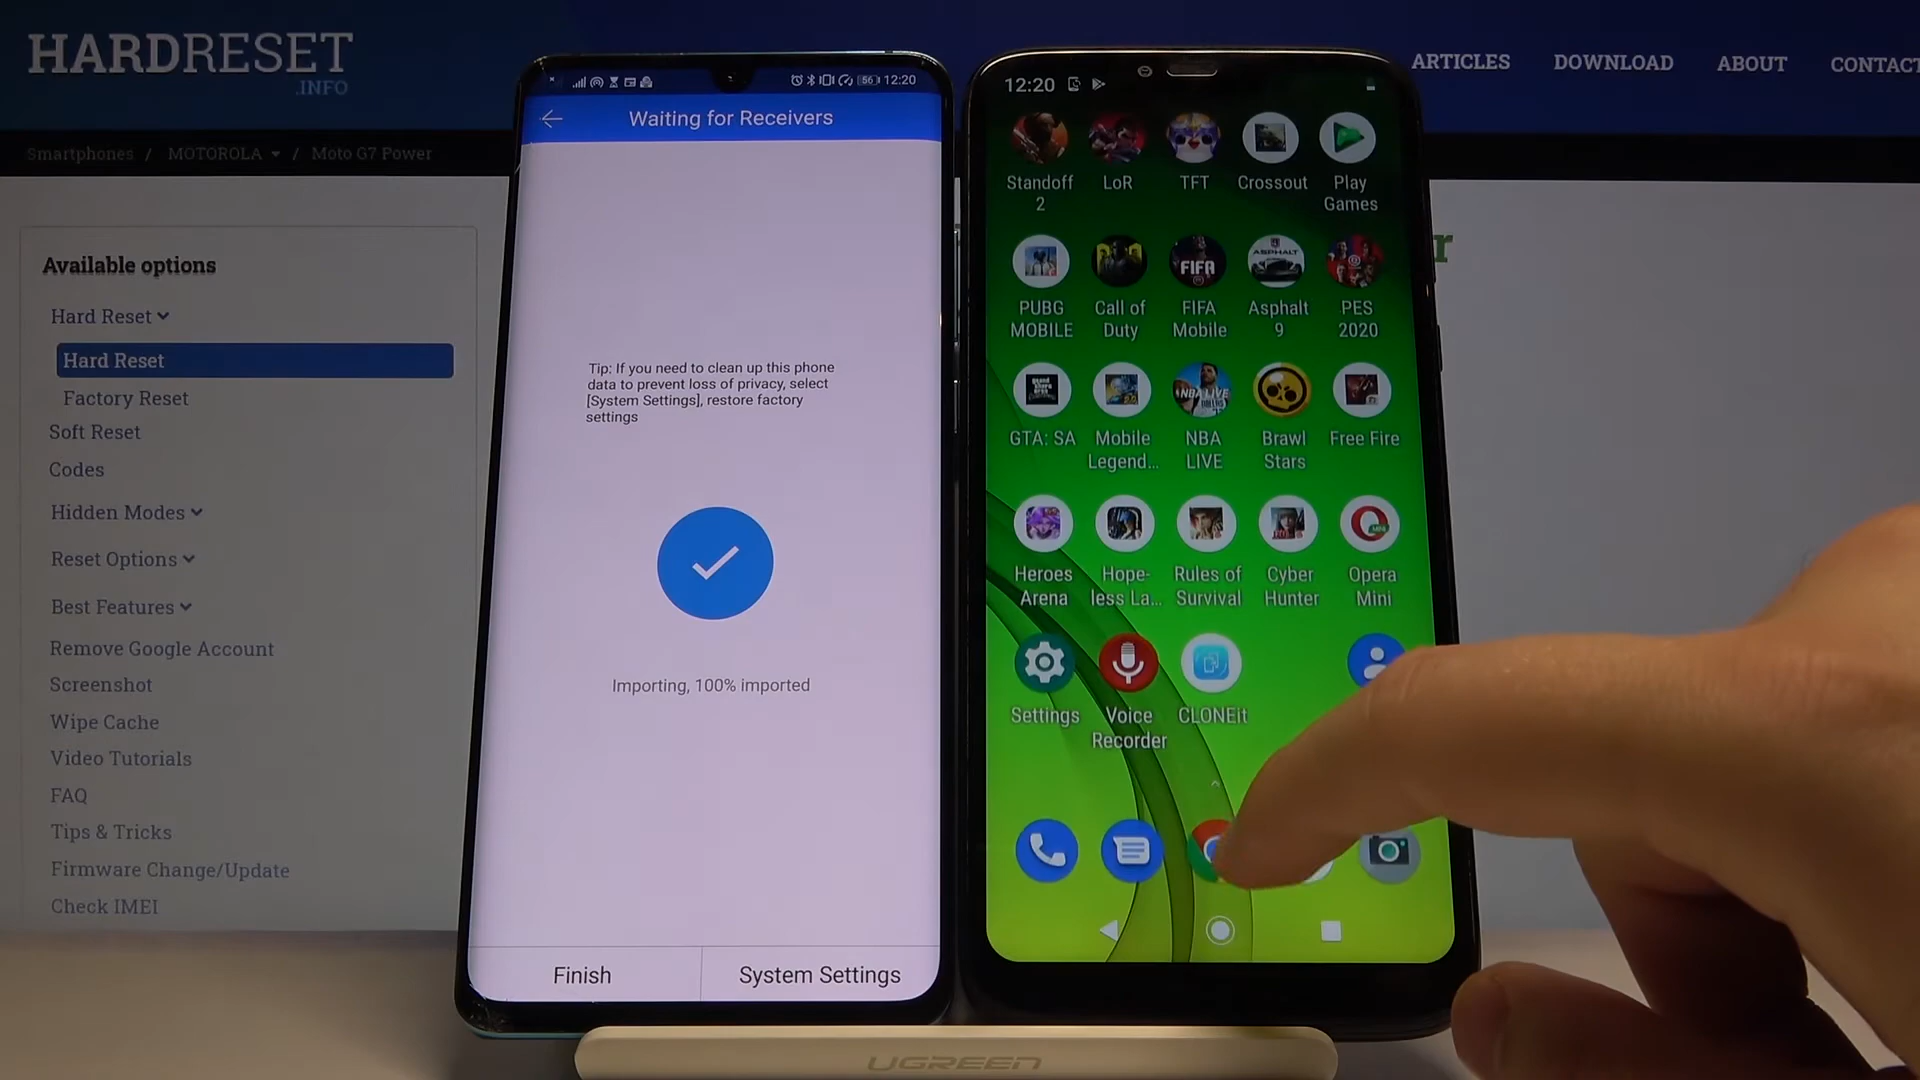 HARDRESET
.INFO
ARTICLES DOWNLOAD ABOUT CONTACT
Smartphones / MOTOROLA / Moto G7 Power
Available options
Hard Reset
Hard Reset
Factory Reset
Soft Reset
Codes
Hidden Modes
Reset Options
Best Features
Remove Google Account
Screenshot
Wipe Cache
Video Tutorials
FAQ
Tips & Tricks
Firmware Change/Update
Check IMEI
56 12:20
Waiting for Receivers
Tip: If you need to clean up this phone
data to prevent loss of privacy, select
[System Settings], restore factory
settings
Importing, 100% imported
Finish System Settings
12:20
Standoff
2
LoR
TFT
Crossout
Play
Games
PUBG
MOBILE
Call of
Duty
FIFA
FIFA
Mobile
ASPHALT
Asphalt
9
PES
2020
GTA: SA
Mobile
Legend...
NBA LIVE
NBA
LIVE
Brawl
Stars
Free Fire
Heroes
Arena
Hope-
less La...
Rules of
Survival
Cyber
Hunter
Opera
Mini
Settings
Voice
Recorder
CLONEit
r
UGREEN